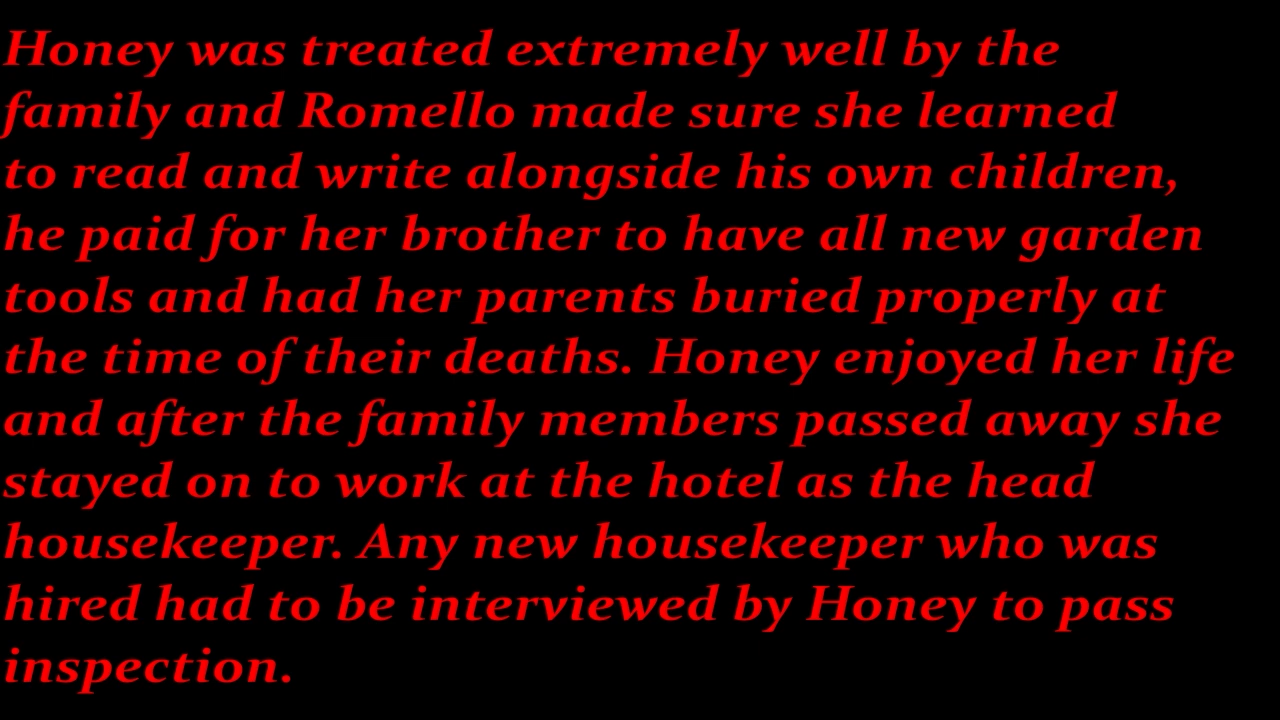 Honey was treated extremely well by the
family and Romello made sure she learned
to read and write alongside his own children,
he paid for her brother to have all new garden
tools and had her parents buried properly at
the time of their deaths. Honey enjoyed her life
and after the family members passed away she
stayed on to work at the hotel as the head
housekeeper. Any new housekeeper who was
hired had to be interviewed by Honey to pass
inspection.